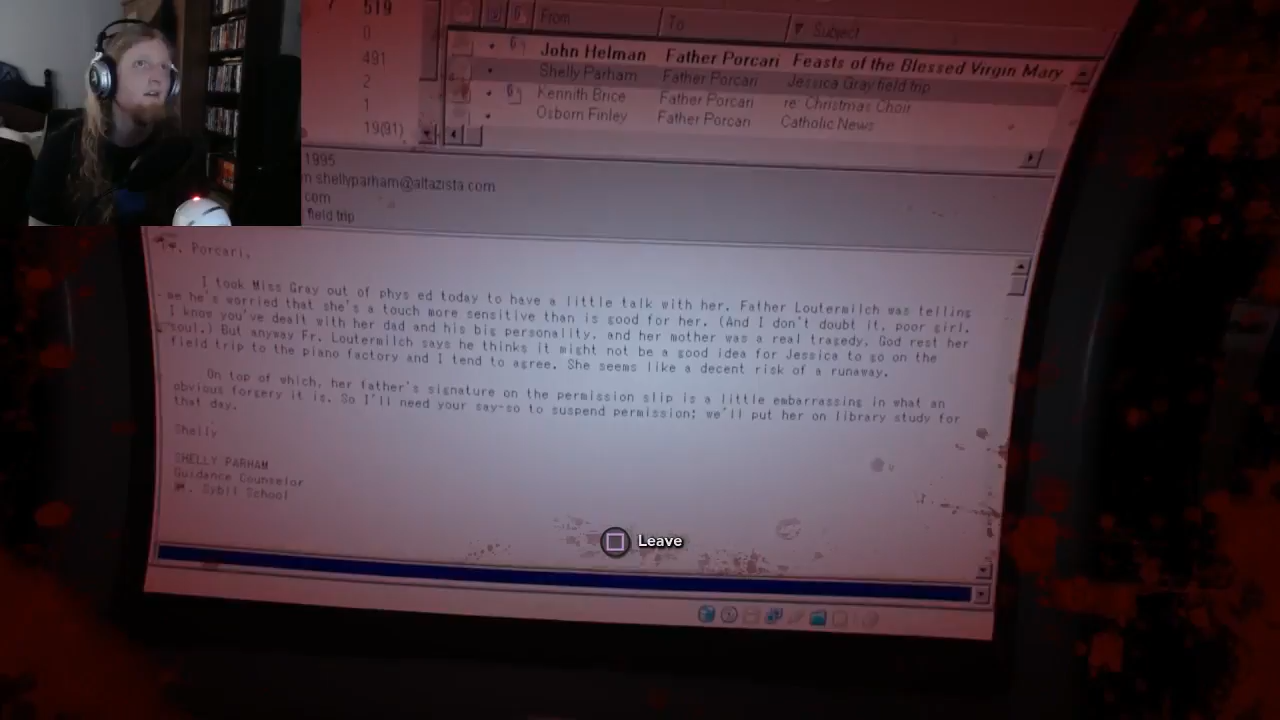 519
From To Subject
0
John Helman Father Porcari Feasts of the Blessed Virgin Mary
491
Shelly Parham Father Porcari Jessica Gray field trip
2
Kennith Brice Father Porcari re: Christmas Choir
1
Osborn Finley Father Porcari Catholic News
19(91)
1995
shellyparham@altazista.com
com
field trip
Fr. Porcari,
I took Miss Gray out of phys ed today to have a little talk with her. Father Loutermilch was telling
me he's worried that she's a touch more sensitive than is good for her. (And I don't doubt it, poor girl.
I know you've dealt with her dad and his big personality, and her mother was a real tragedy, God rest her
soul.) But anyway Fr. Loutermilch says he thinks it might not be a good idea for Jessica to go on the
field trip to the piano factory and I tend to agree. She seems like a decent risk of a runaway.
On top of which, her father's signature on the permission slip is a little embarrassing in what an
obvious forgery it is. So I'll need your say-so to suspend permission; we'll put her on library study for
that day.
Shelly
SHELLY PARHAM
Guidance Counselor
St. Sybil School
Leave